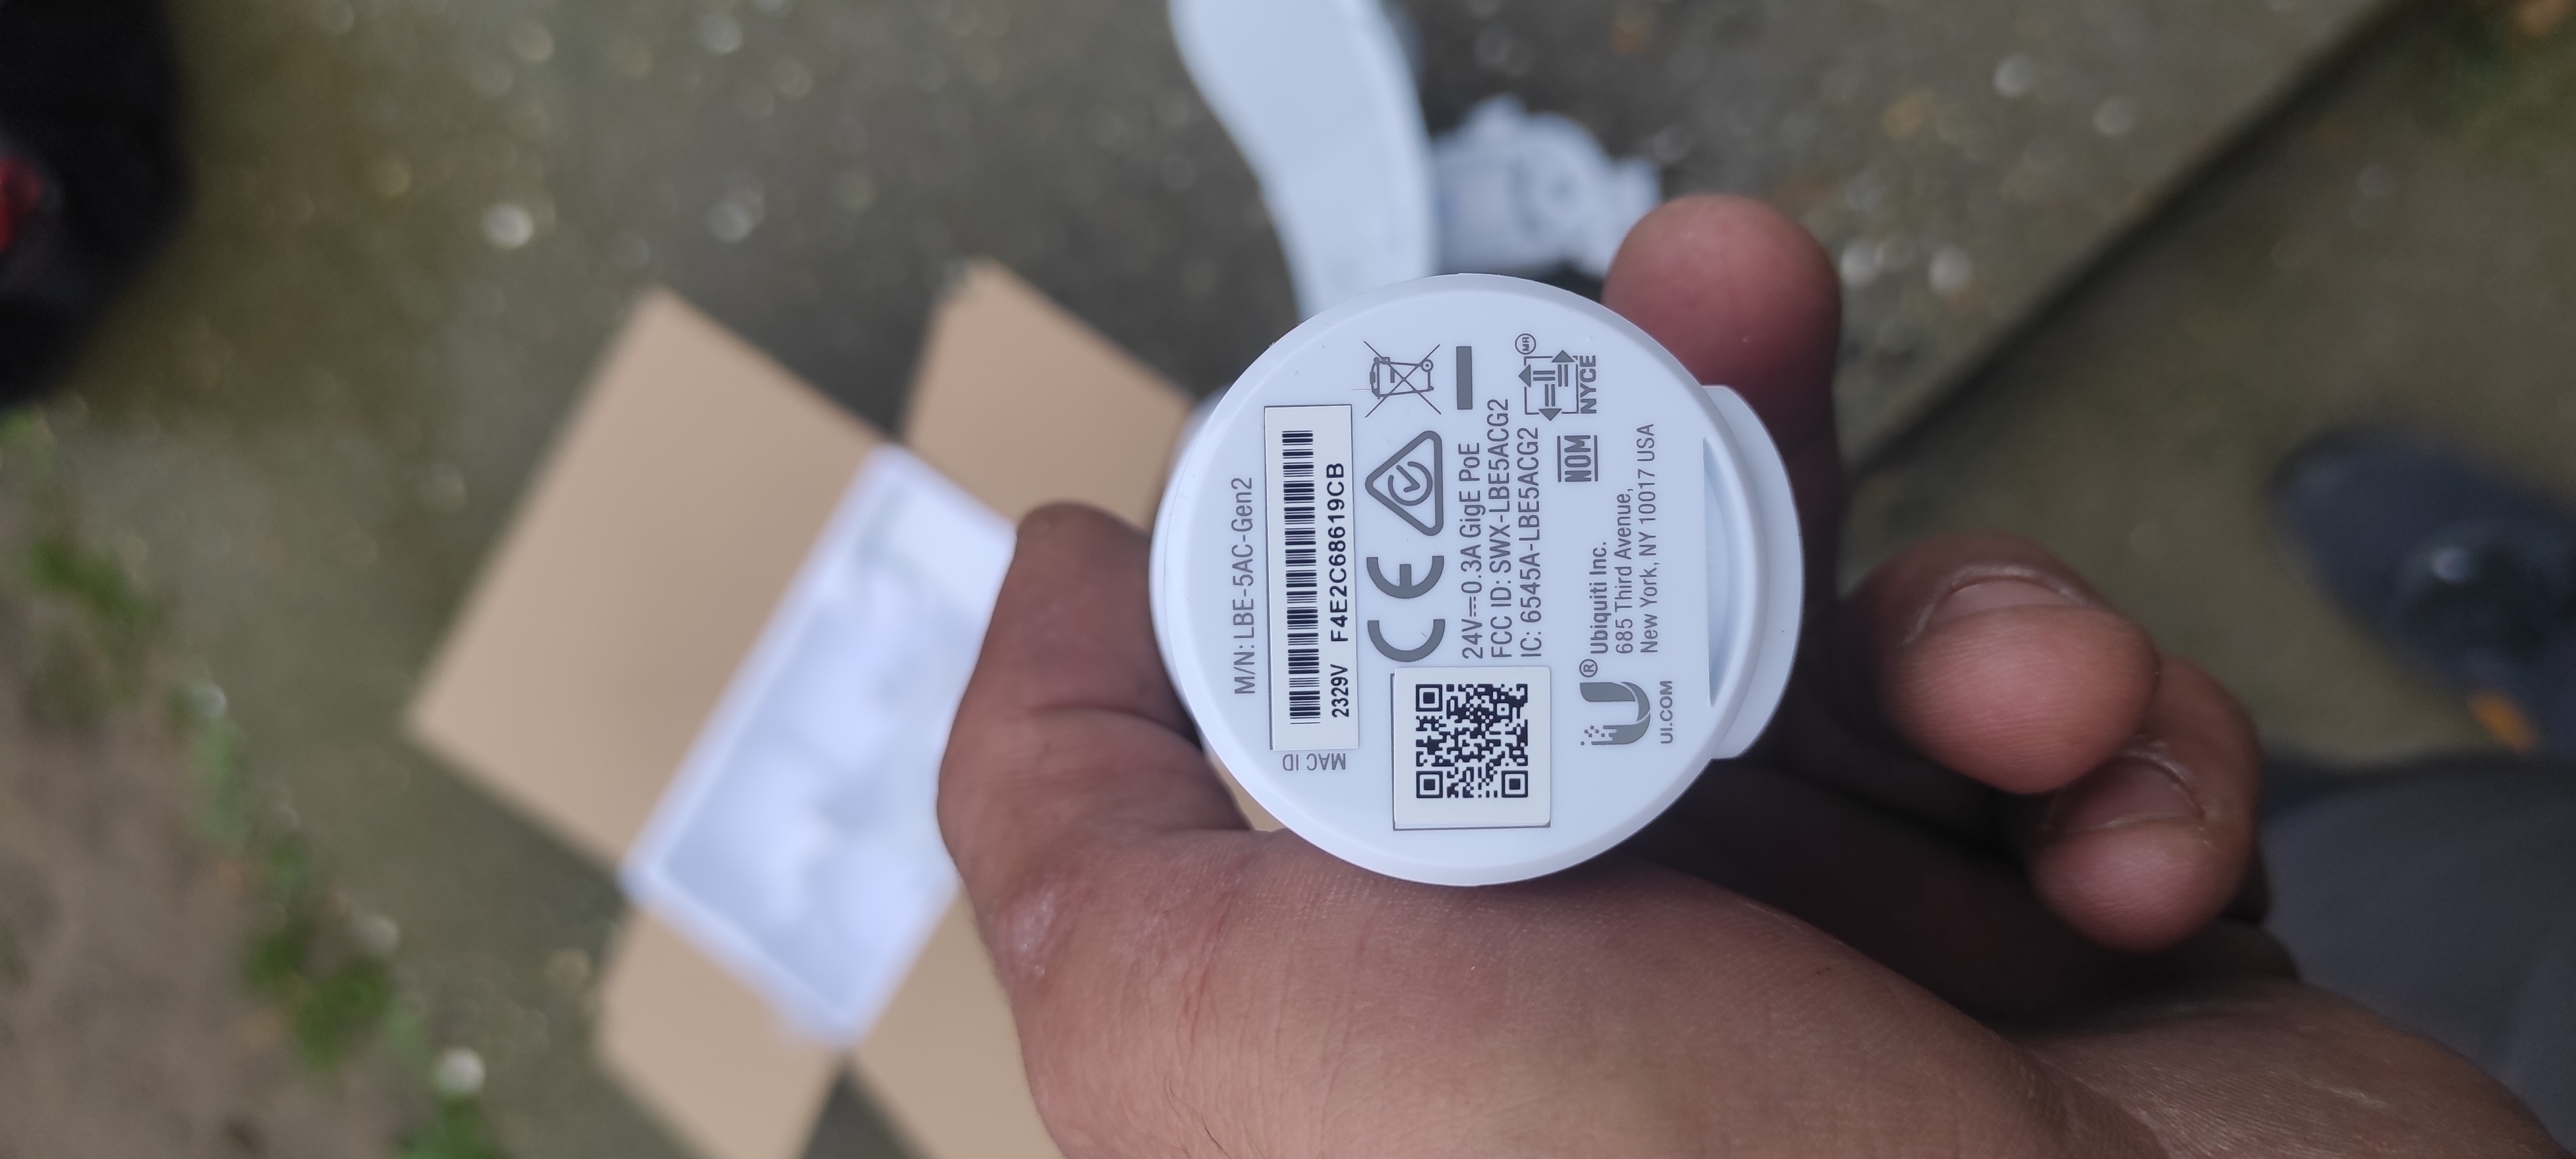 M/N: LBE-5AC-Gen2
MAC ID
2329V F4E2C68619CB
CE
24V⎓0.3A GigE PoE
FCC ID: SWX-LBE5ACG2
IC: 6545A-LBE5ACG2
NOM
NYCE
MR
U®
Ubiquiti Inc.
685 Third Avenue,
New York, NY 10017 USA
UI.COM